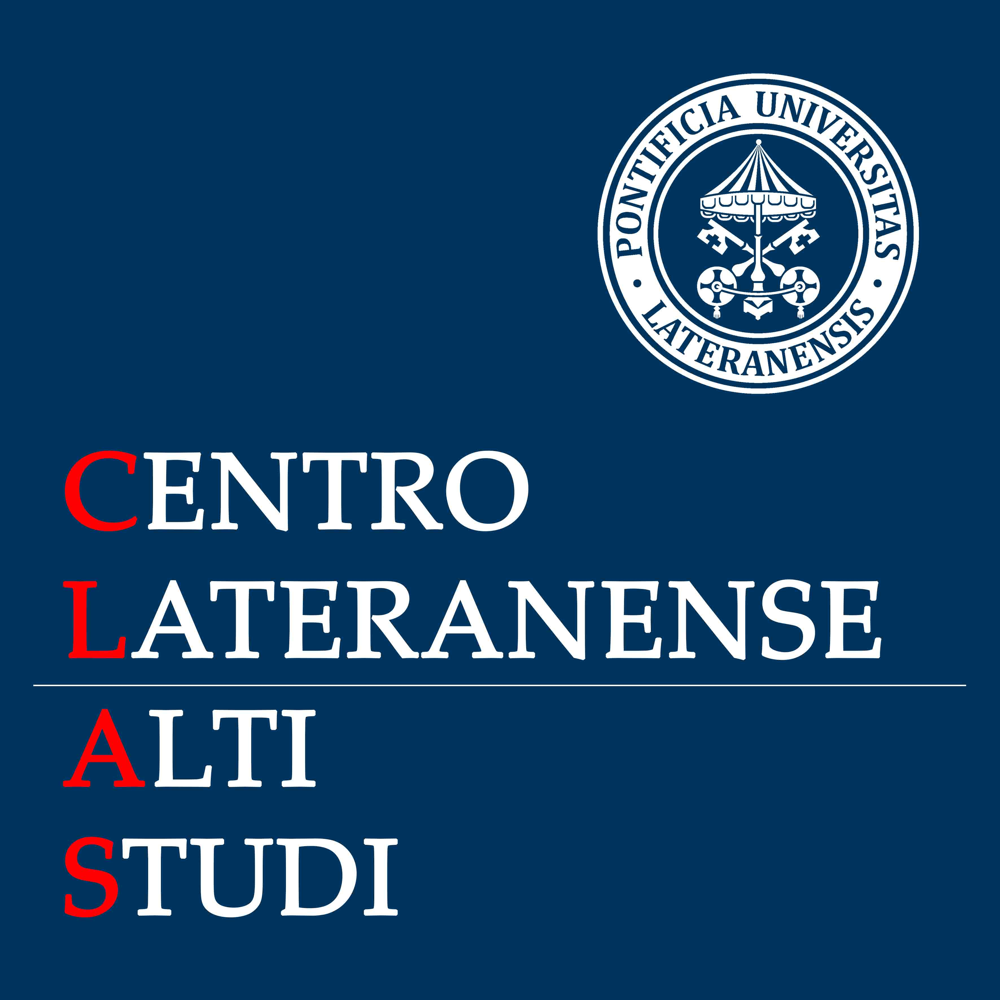 PONTIFICIA UNIVERSITAS
• LATERANENSIS •
CENTRO
LATERANENSE
ALTI
STUDI